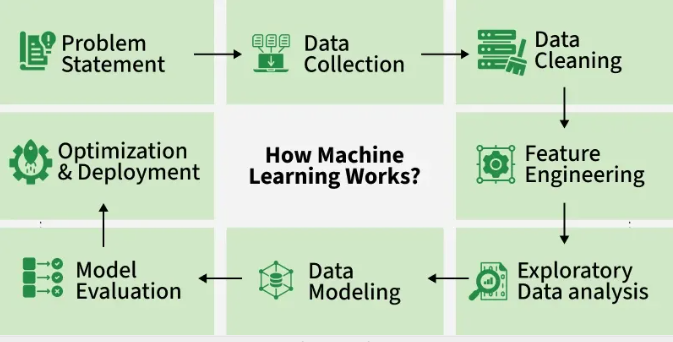 Problem
Statement
Data
Collection
Data
Cleaning
Optimization
& Deployment
How Machine
Learning Works?
Feature
Engineering
Model
Evaluation
Data
Modeling
Exploratory
Data analysis